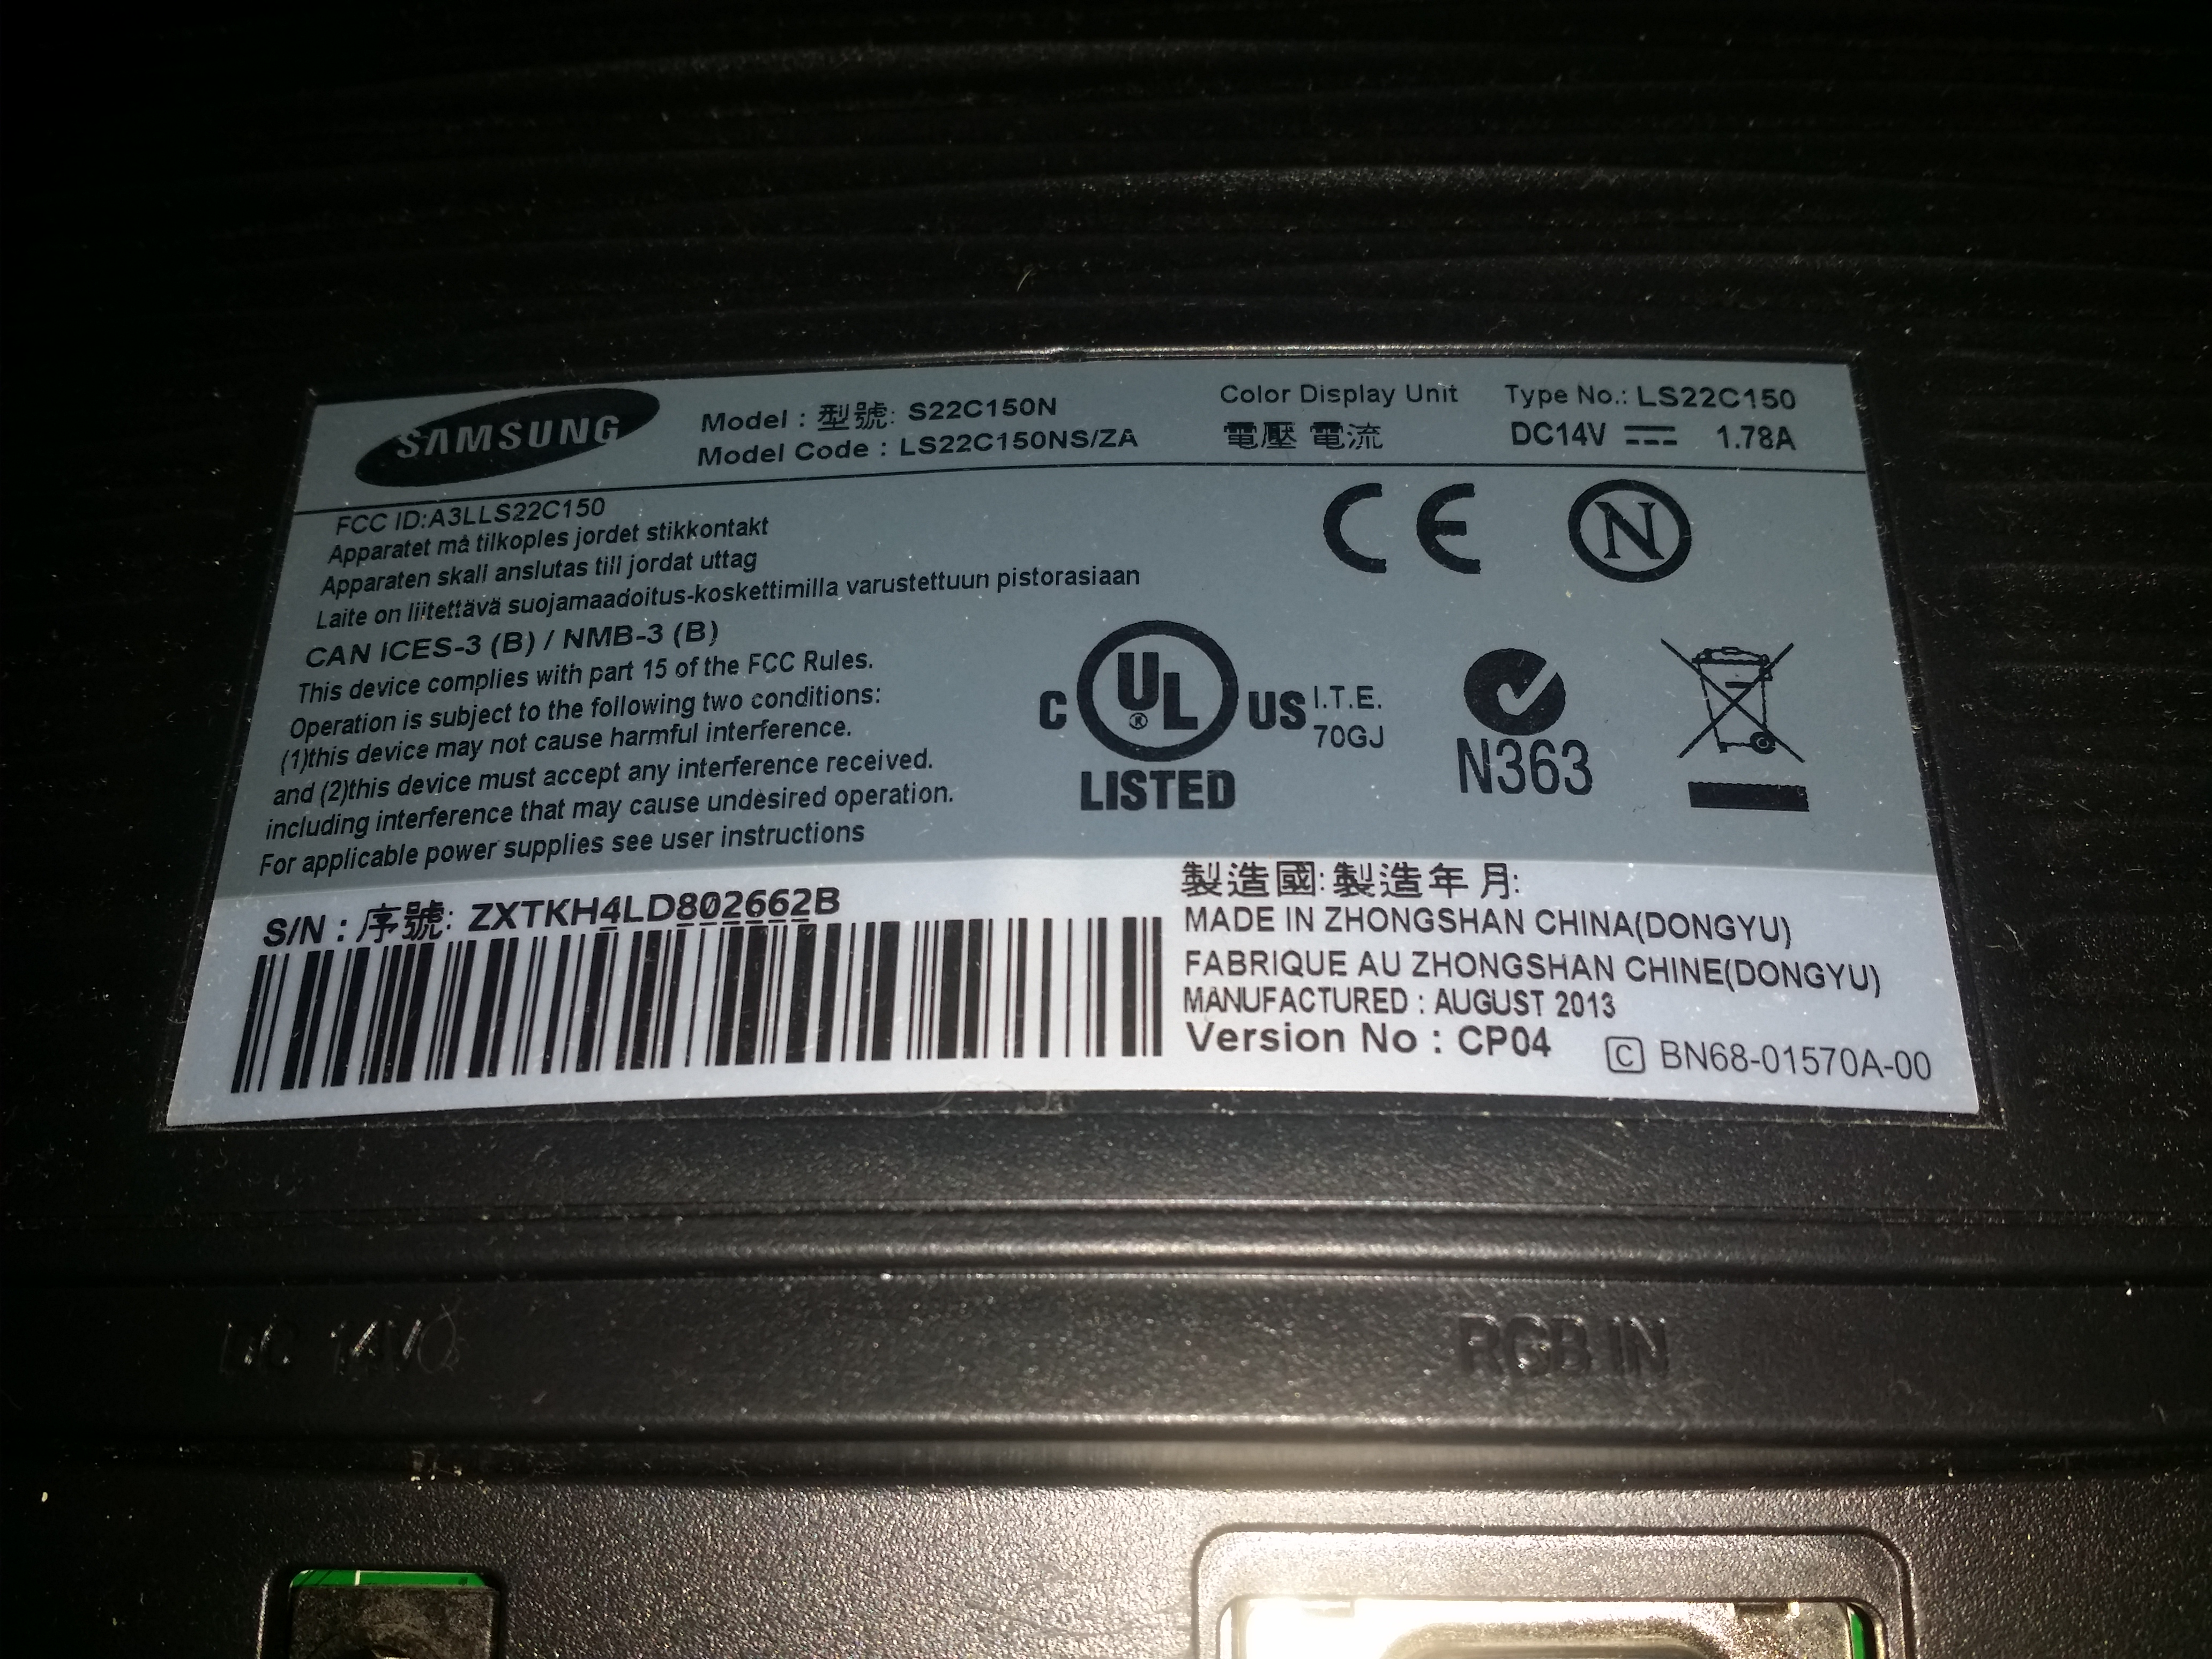 SAMSUNG
Model : 型號: S22C150N
Color Display Unit
Type No.: LS22C150
Model Code : LS22C150NS/ZA
電壓 電流
DC14V ⎓ 1.78A
FCC ID:A3LLS22C150
Apparatet må tilkoples jordet stikkontakt
Apparaten skall anslutas till jordat uttag
Laite on liitettävä suojamaadoitus-koskettimilla varustettuun pistorasiaan
CAN ICES-3 (B) / NMB-3 (B)
This device complies with part 15 of the FCC Rules.
Operation is subject to the following two conditions:
(1)this device may not cause harmful interference.
and (2)this device must accept any interference received.
including interference that may cause undesired operation.
For applicable power supplies see user instructions
CE
N
C UL ® US
LISTED
I.T.E.
70GJ
N363
S/N : 序號: ZXTKH4LD802662B
製造國:製造年月:
MADE IN ZHONGSHAN CHINA(DONGYU)
FABRIQUE AU ZHONGSHAN CHINE(DONGYU)
MANUFACTURED : AUGUST 2013
Version No : CP04
C BN68-01570A-00
DC 14V
RGB IN